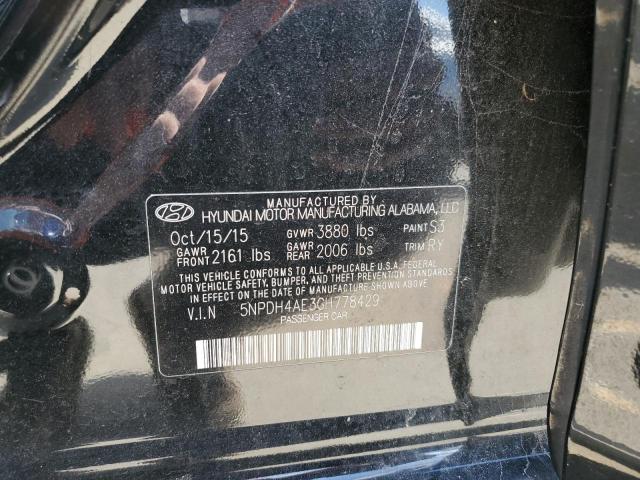 MANUFACTURED BY
HYUNDAI MOTOR MANUFACTURING ALABAMA, LLC
Oct/15/15 GVWR 3880 lbs PAINT S3
GAWR FRONT 2161 lbs GAWR REAR 2006 lbs TRIM RY
THIS VEHICLE CONFORMS TO ALL APPLICABLE U.S.A. FEDERAL
MOTOR VEHICLE SAFETY, BUMPER, AND THEFT PREVENTION STANDARDS
IN EFFECT ON THE DATE OF MANUFACTURE SHOWN ABOVE.
V.I.N 5NPDH4AE3GH778429
PASSENGER CAR